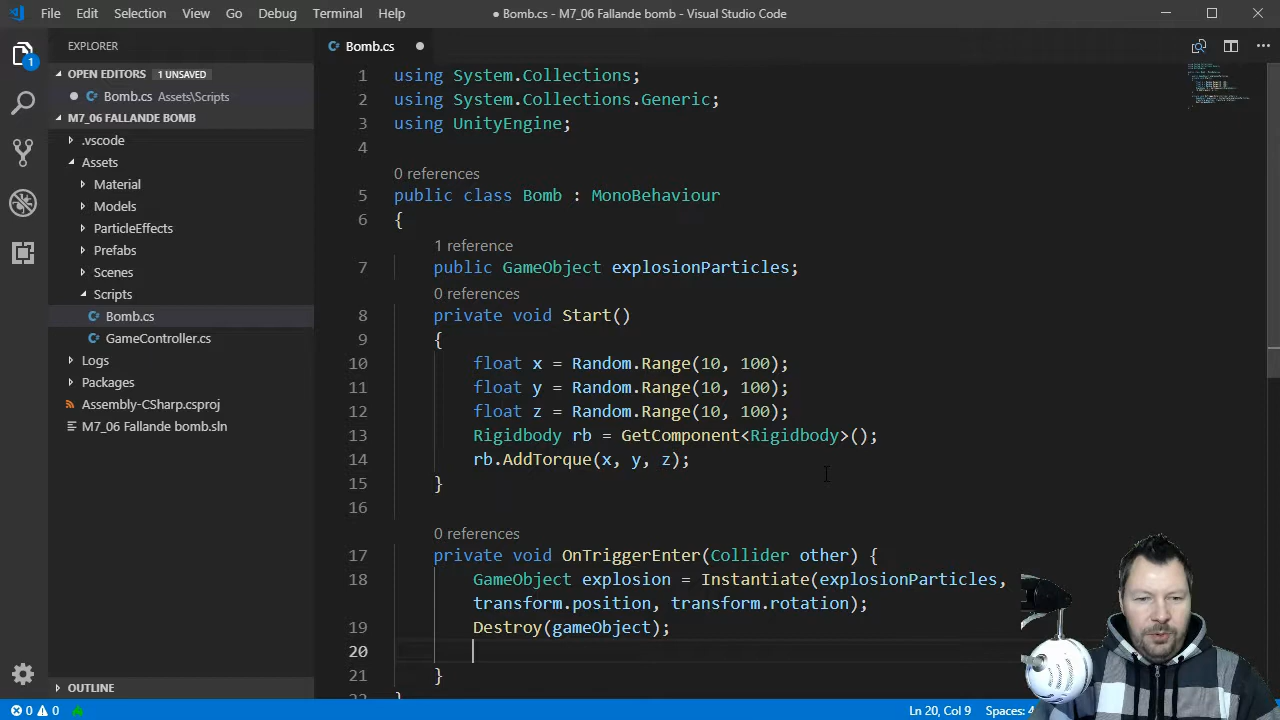 File Edit Selection View Go Debug Terminal Help ● Bomb.cs - M7_06 Fallande bomb - Visual Studio Code
EXPLORER
OPEN EDITORS 1 UNSAVED
● Bomb.cs Assets\Scripts
M7_06 FALLANDE BOMB
.vscode
Assets
Material
Models
ParticleEffects
Prefabs
Scenes
Scripts
Bomb.cs
GameController.cs
Logs
Packages
Assembly-CSharp.csproj
M7_06 Fallande bomb.sln
OUTLINE
1
Bomb.cs ●
1 using System.Collections;
2 using System.Collections.Generic;
3 using UnityEngine;
4
0 references
5 public class Bomb : MonoBehaviour
6 {
1 reference
7 public GameObject explosionParticles;
0 references
8 private void Start()
9 {
10 float x = Random.Range(10, 100);
11 float y = Random.Range(10, 100);
12 float z = Random.Range(10, 100);
13 Rigidbody rb = GetComponent<Rigidbody>();
14 rb.AddTorque(x, y, z);
15 }
16
0 references
17 private void OnTriggerEnter(Collider other) {
18 GameObject explosion = Instantiate(explosionParticles,
transform.position, transform.rotation);
19 Destroy(gameObject);
20
21 }
0 0 Ln 20, Col 9 Spaces: